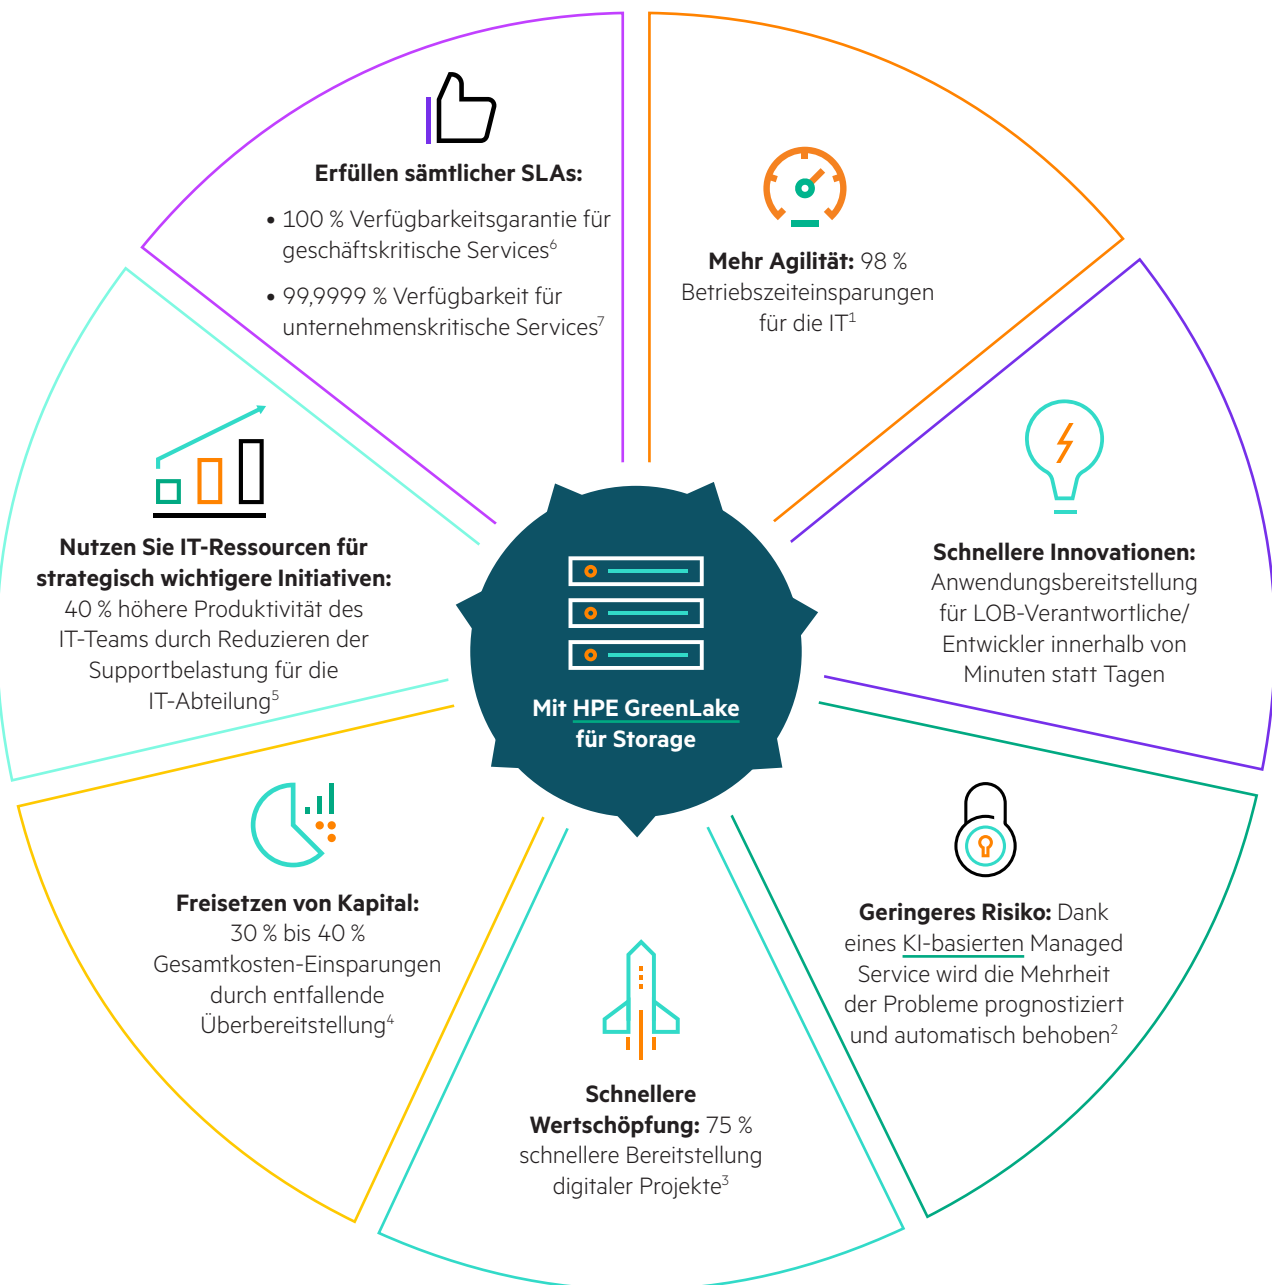 Erfüllen sämtlicher SLAs:
• 100 % Verfügbarkeitsgarantie für
geschäftskritische Services⁶
• 99,9999 % Verfügbarkeit für
unternehmenskritische Services⁷
Mehr Agilität: 98 %
Betriebszeiteinsparungen
für die IT¹
Schnellere Innovationen:
Anwendungsbereitstellung
für LOB-Verantwortliche/
Entwickler innerhalb von
Minuten statt Tagen
Geringeres Risiko: Dank
eines KI-basierten Managed
Service wird die Mehrheit
der Probleme prognostiziert
und automatisch behoben²
Schnellere
Wertschöpfung: 75 %
schnellere Bereitstellung
digitaler Projekte³
Freisetzen von Kapital:
30 % bis 40 %
Gesamtkosten-Einsparungen
durch entfallende
Überbereitstellung⁴
Nutzen Sie IT-Ressourcen für
strategisch wichtigere Initiativen:
40 % höhere Produktivität des
IT-Teams durch Reduzieren der
Supportbelastung für die
IT-Abteilung⁵
Mit HPE GreenLake
für Storage